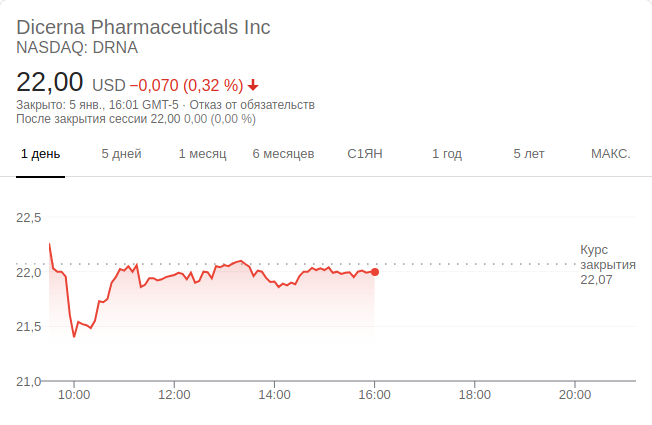 Dicerna Pharmaceuticals Inc
NASDAQ: DRNA
22,00 USD −0,070 (0,32 %)
Закрыто: 5 янв., 16:01 GMT-5 · Отказ от обязательств
После закрытия сессии 22,00 0,00 (0,00 %)
1 день 5 дней 1 месяц 6 месяцев С1ЯН 1 год 5 лет МАКС.
22,5
Курс
закрытия
22,07
22,0
21,5
21,0
10:00 12:00 14:00 16:00 18:00 20:00